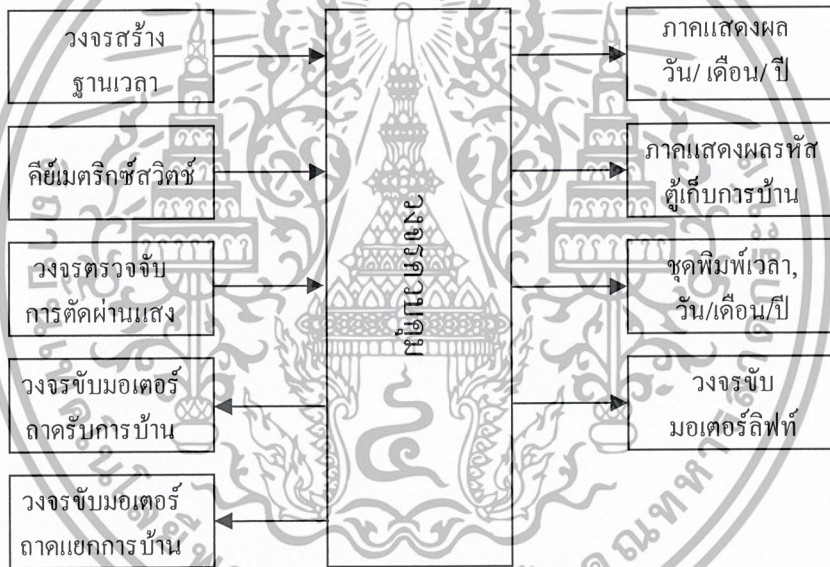 วงจรสร้าง
ฐานเวลา
คีย์เมตริกซ์สวิตช์
วงจรตรวจจับ
การตัดผ่านแสง
วงจรขับมอเตอร์
ถาดรับการบ้าน
วงจรขับมอเตอร์
ถาดแยกการบ้าน
วงจรควบคุม
ภาคแสดงผล
วัน/ เดือน/ ปี
ภาคแสดงผลรหัส
ตู้เก็บการบ้าน
ชุดพิมพ์เวลา,
วัน/เดือน/ปี
วงจรขับ
มอเตอร์ลิฟท์